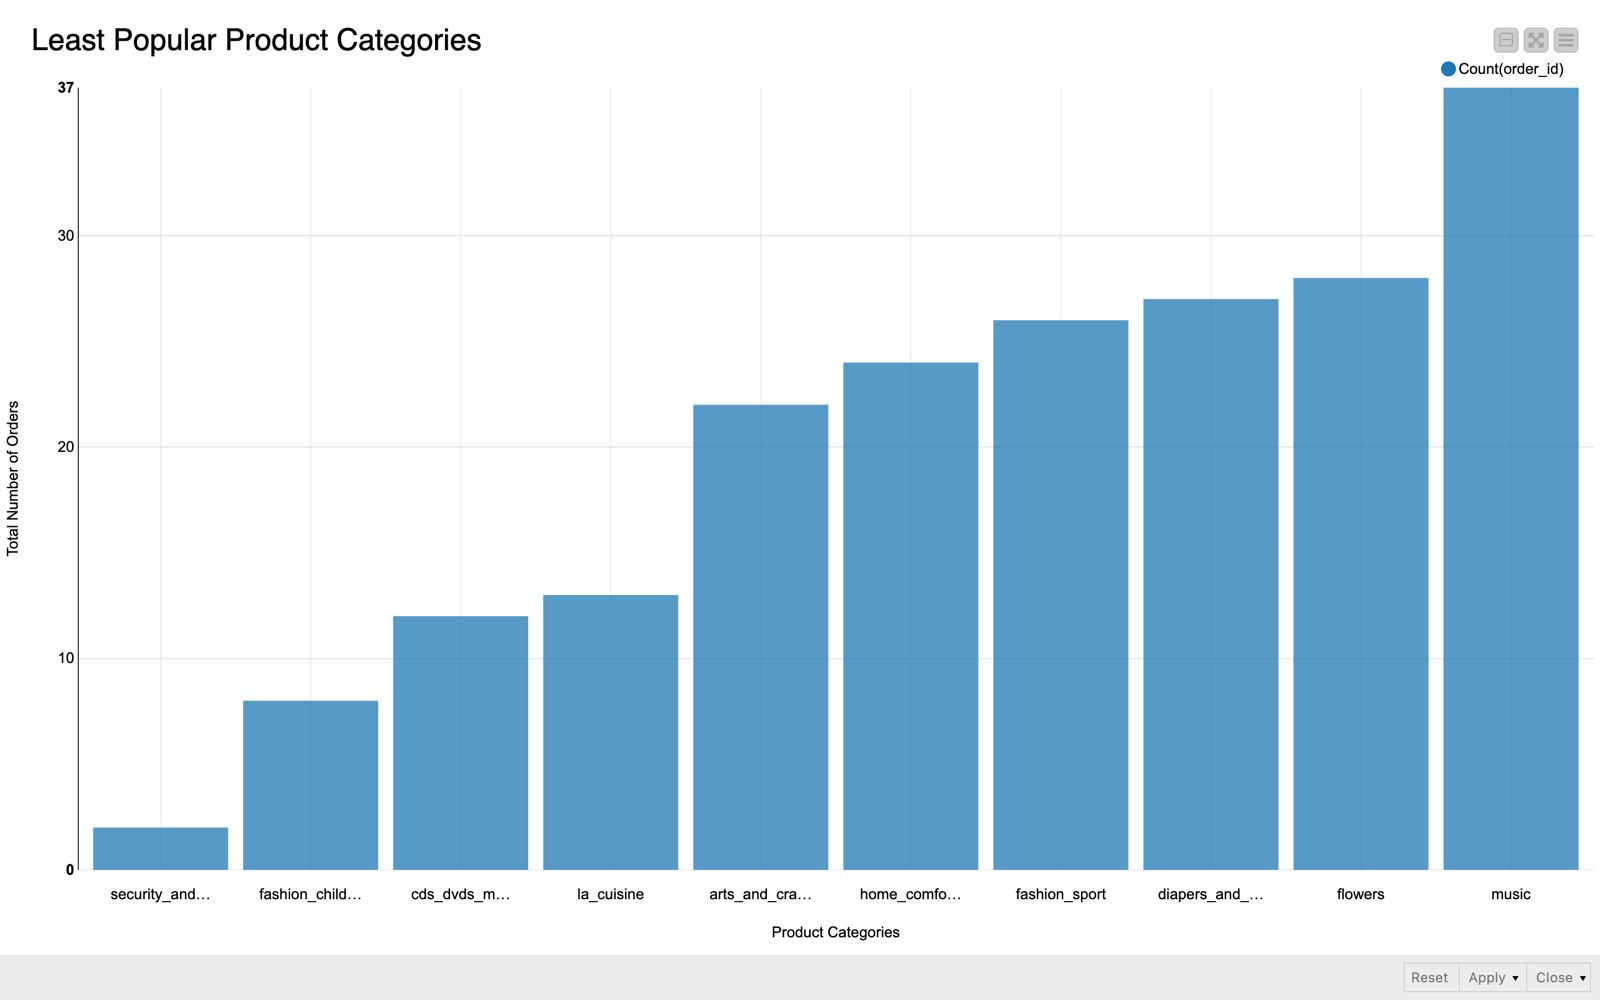 Least Popular Product Categories
Count(order_id)
37
30
20
10
0
Total Number of Orders
security_and…
fashion_child…
cds_dvds_m…
la_cuisine
arts_and_cra…
home_comfo…
fashion_sport
diapers_and_…
flowers
music
Product Categories
Reset
Apply
Close